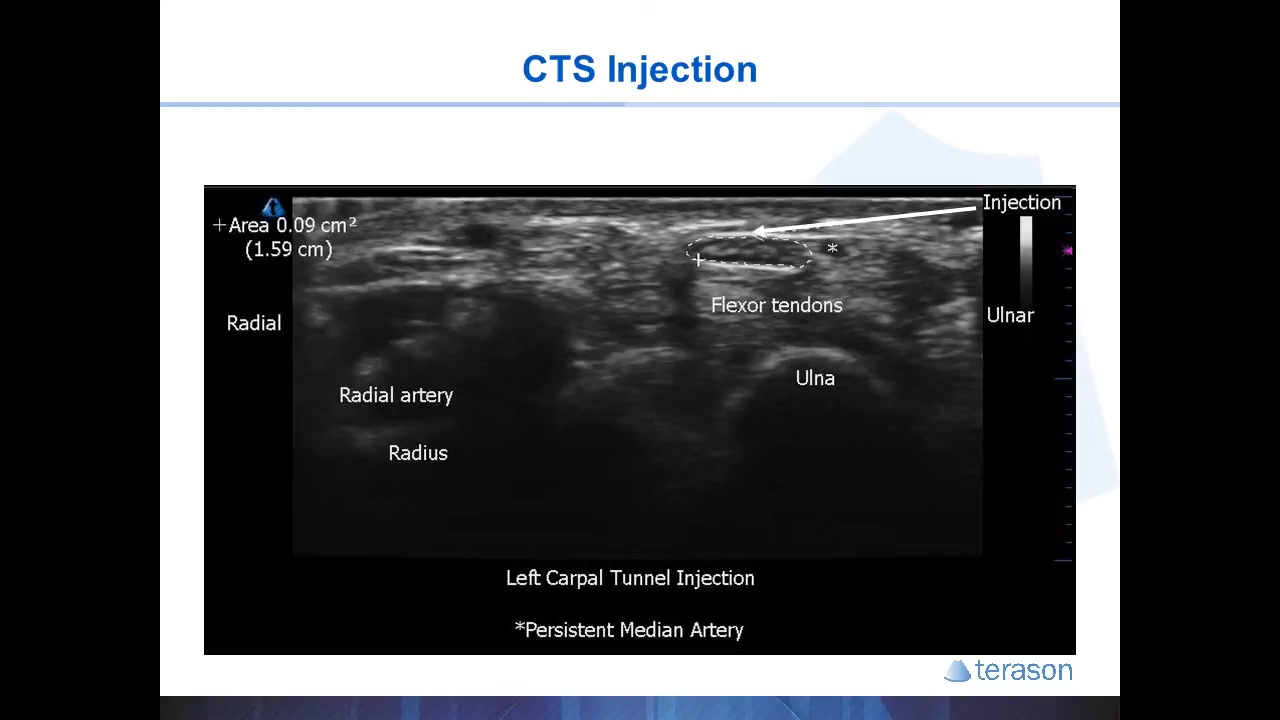 CTS Injection
Injection
+Area 0.09 cm²
(1.59 cm)
*
+
Flexor tendons
Radial
Ulnar
Ulna
Radial artery
Radius
Left Carpal Tunnel Injection
*Persistent Median Artery
terason